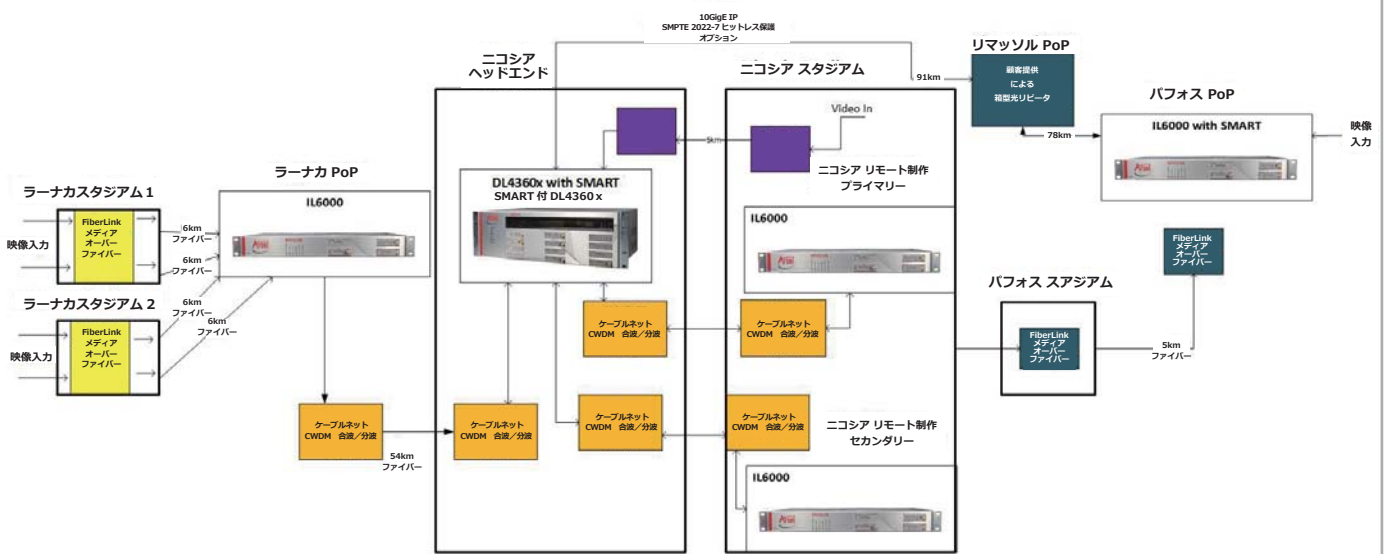 10GigE IP
SMPTE 2022-7 ヒットレス保護
オプション
ニコシア
ヘッドエンド
ニコシア スタジアム
91km
リマッソル PoP
顧客提供
による
箱型光リピータ
78km
パフォス PoP
IL6000 with SMART
映像
入力
Video In
5km
ニコシア リモート制作
プライマリー
ラーナカ PoP
IL6000
DL4360x with SMART
SMART 付 DL4360 x
IL6000
ラーナカスタジアム 1
FiberLink
メディア
オーバー
ファイバー
映像入力
6km
ファイバー
6km
ファイバー
ラーナカスタジアム 2
FiberLink
メディア
オーバー
ファイバー
映像入力
6km
ファイバー
6km
ファイバー
ケーブルネット
CWDM 合波／分波
ケーブルネット
CWDM 合波／分波
FiberLink
メディア
オーバー
ファイバー
パフォス スアジアム
FiberLink
メディア
オーバー
ファイバー
5km
ファイバー
ケーブルネット
CWDM 合波／分波
54km
ファイバー
ケーブルネット
CWDM 合波／分波
ケーブルネット
CWDM 合波／分波
ケーブルネット
CWDM 合波／分波
ニコシア リモート制作
セカンダリー
IL6000